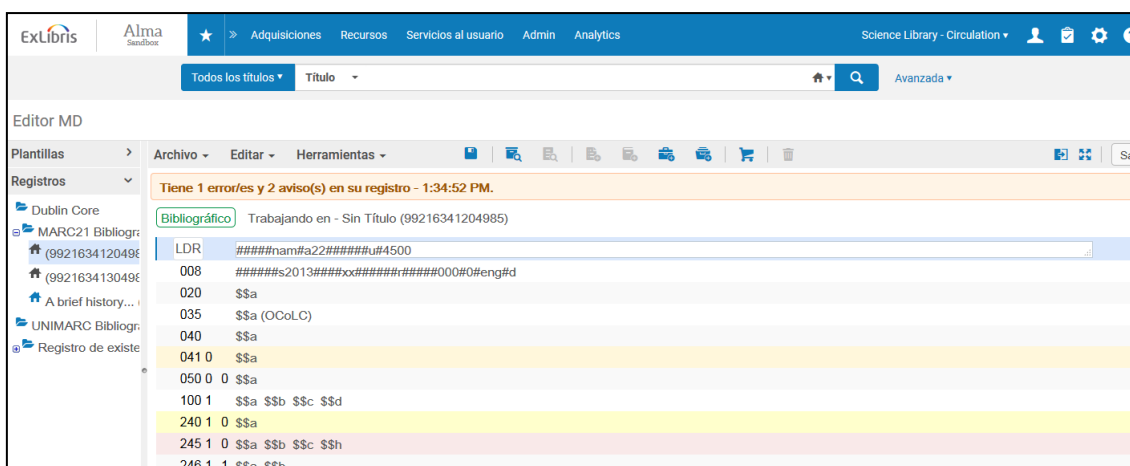 ExLibris Alma Sandbox » Adquisiciones Recursos Servicios al usuario Admin Analytics Science Library - Circulation
Todos los títulos Título Avanzada
Editor MD
Plantillas Archivo Editar Herramientas
Registros
Tiene 1 error/es y 2 aviso(s) en su registro - 1:34:52 PM.
Dublin Core
Bibliográfico Trabajando en - Sin Título (99216341204985)
MARC21 Bibliogra
LDR #####nam#a22######u#4500
(9921634120498
008 ######s2013####xx######r#####000#0#eng#d
(9921634130498
020 $$a
A brief history...
035 $$a (OCoLC)
UNIMARC Bibliogra
040 $$a
Registro de existe
041 0 $$a
050 0 0 $$a
100 1 $$a $$b $$c $$d
240 1 0 $$a
245 1 0 $$a $$b $$c $$h
246 1 1 $$a $$b